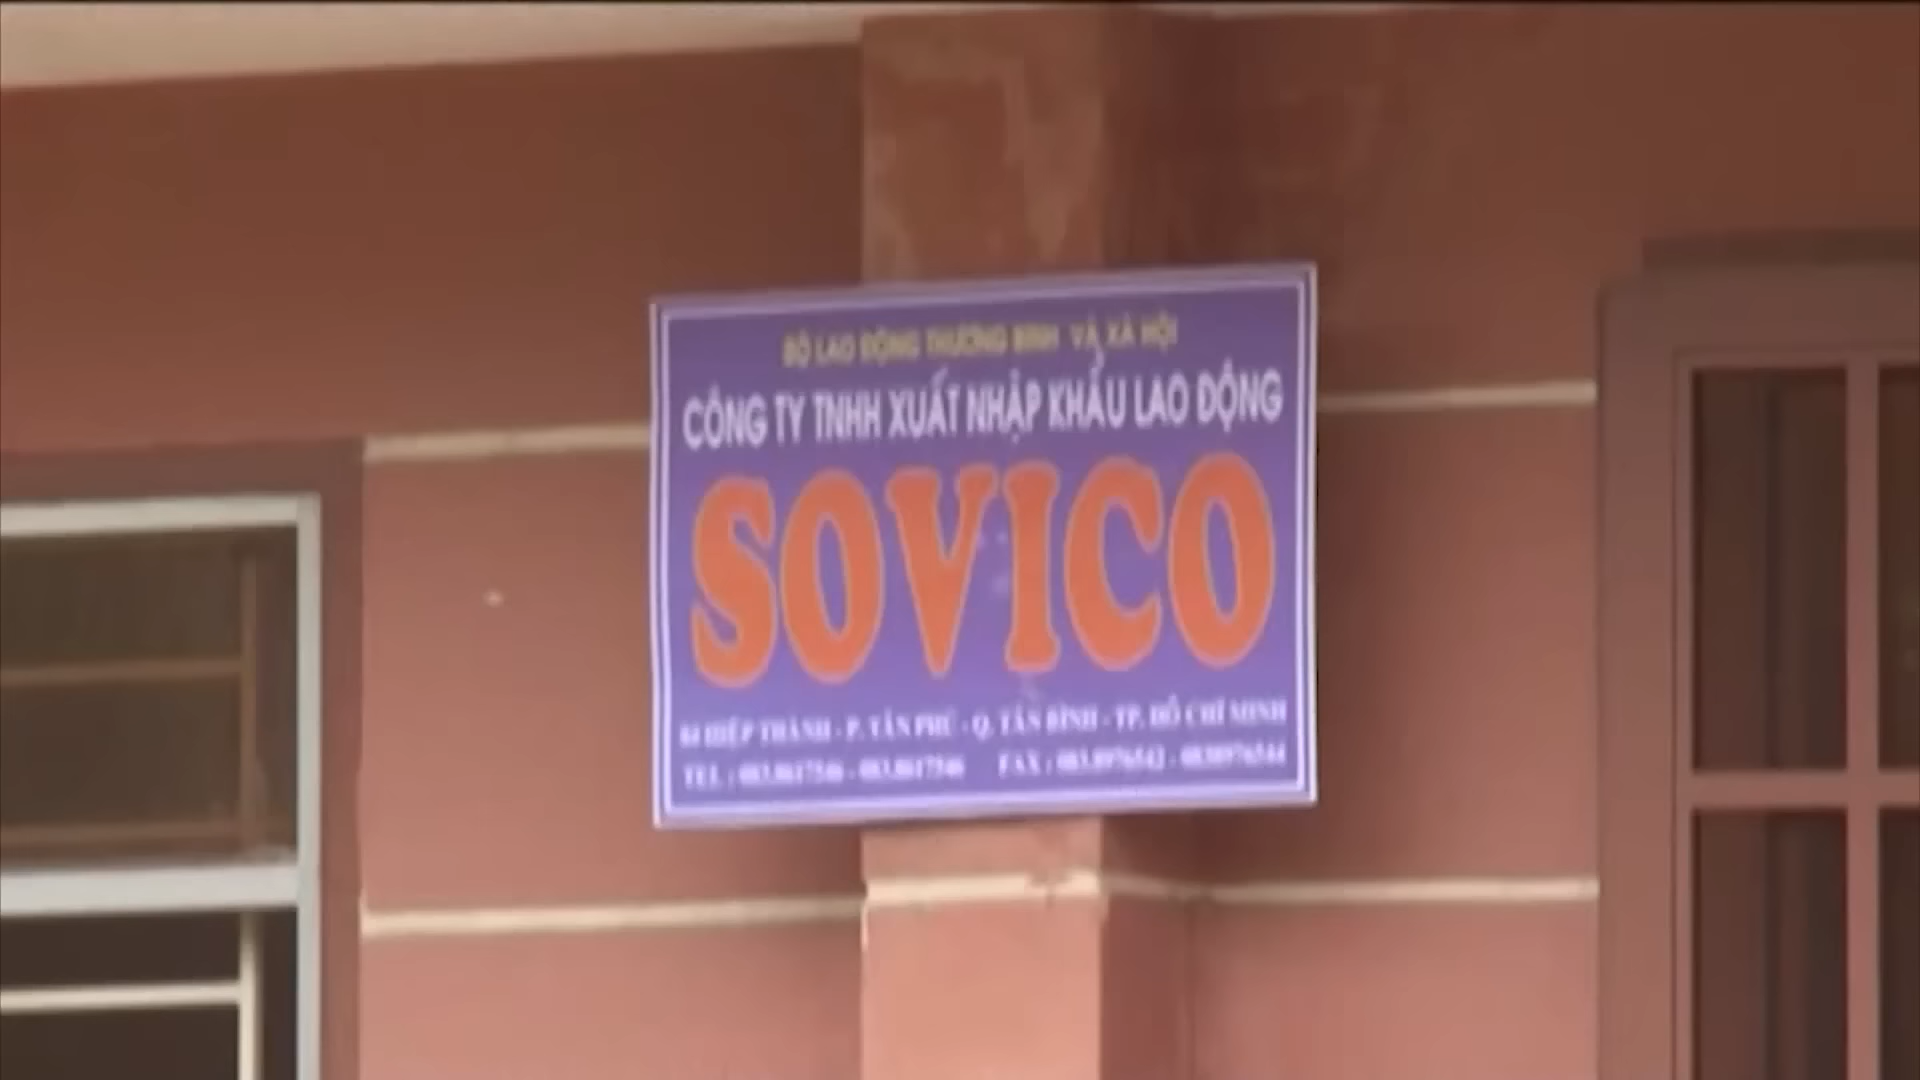 BỘ LAO ĐỘNG THƯƠNG BINH VÀ XÃ HỘI
CÔNG TY TNHH XUẤT NHẬP KHẨU LAO ĐỘNG
SOVICO
HIỆP THÀNH - P. TÂN PHÚ - Q. TÂN BÌNH - TP. HỒ CHÍ MINH
TEL : FAX :